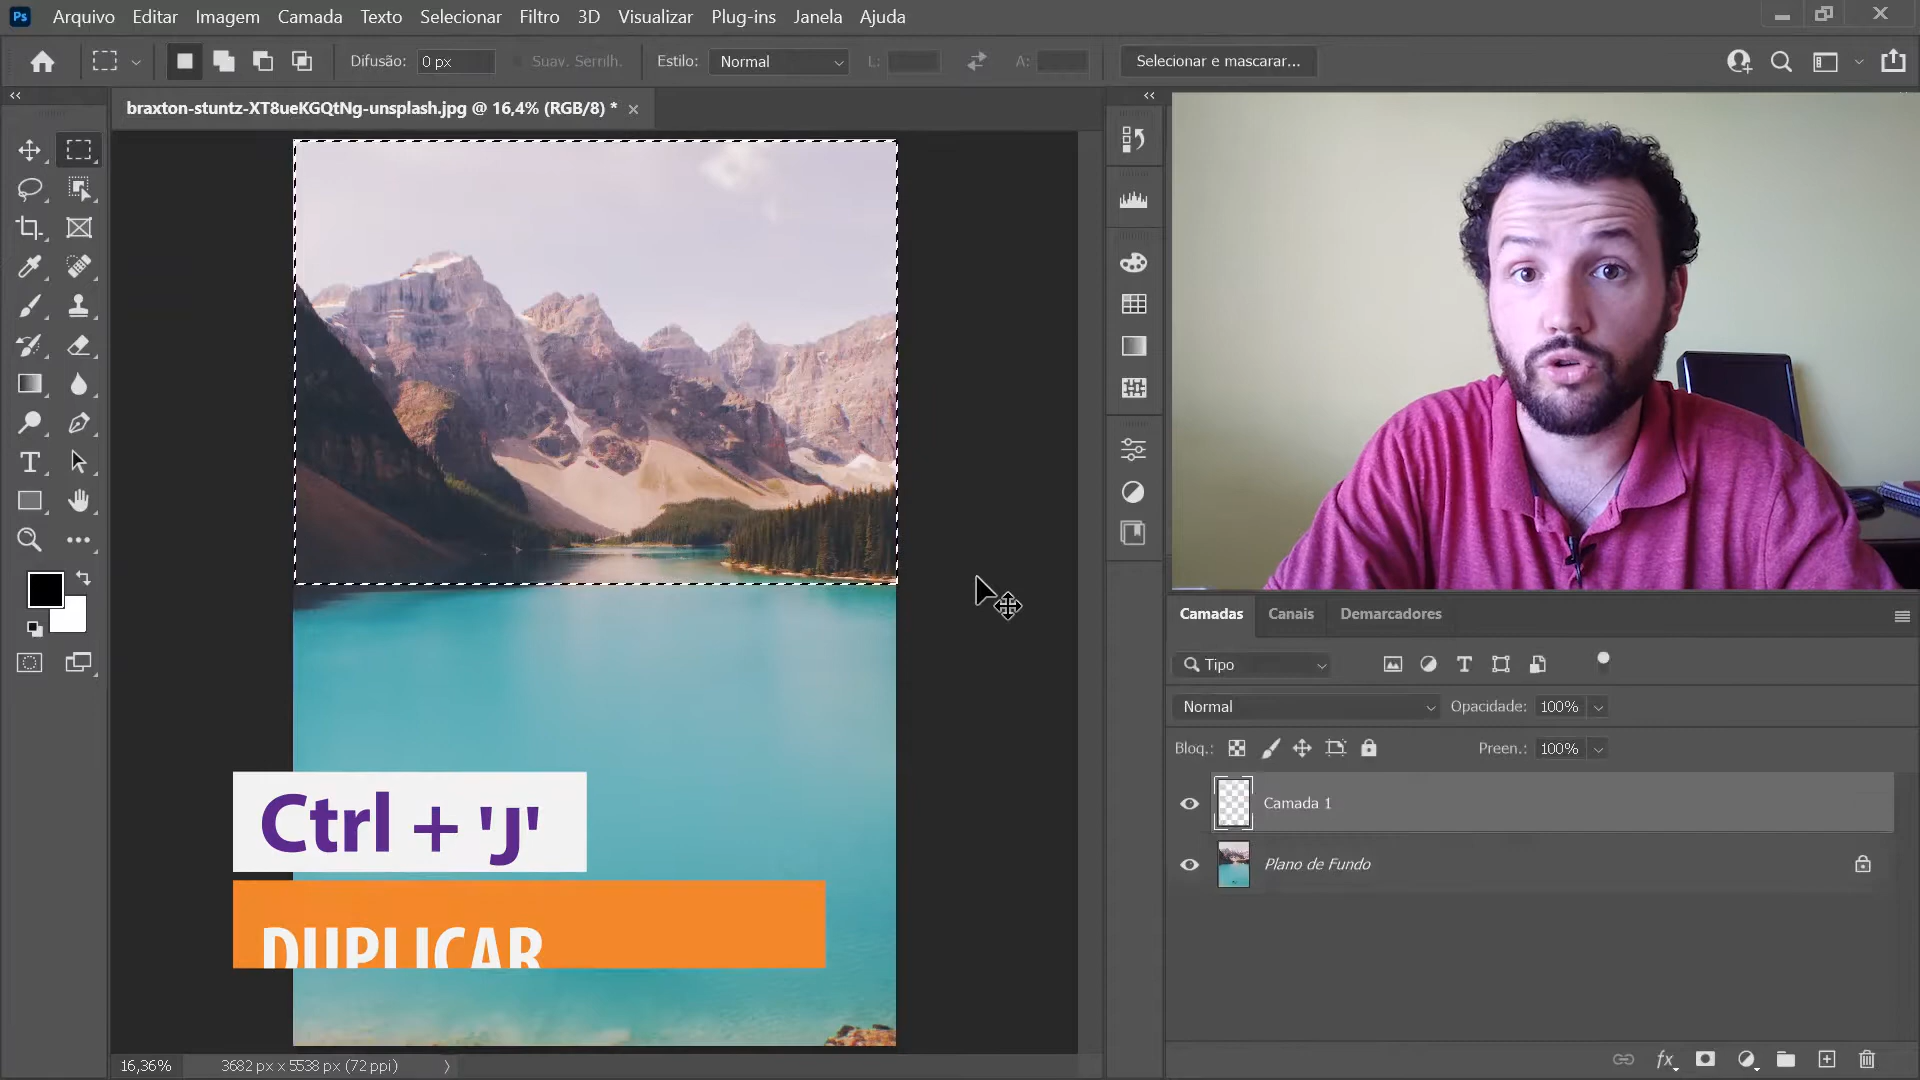 Ps Arquivo Editar Imagem Camada Texto Selecionar Filtro 3D Visualizar Plug-ins Janela Ajuda
Difusão: 0 px Suav. Serrilh. Estilo: Normal L: A: Selecionar e mascarar...
braxton-stuntz-XT8ueKGQtNg-unsplash.jpg @ 16,4% (RGB/8) *
Camadas Canais Demarcadores
Tipo
Normal Opacidade: 100%
Bloq.: Preen.: 100%
Camada 1
Plano de Fundo
Ctrl + 'J'
DUPLICAR
16,36% 3682 px x 5538 px (72 ppi)